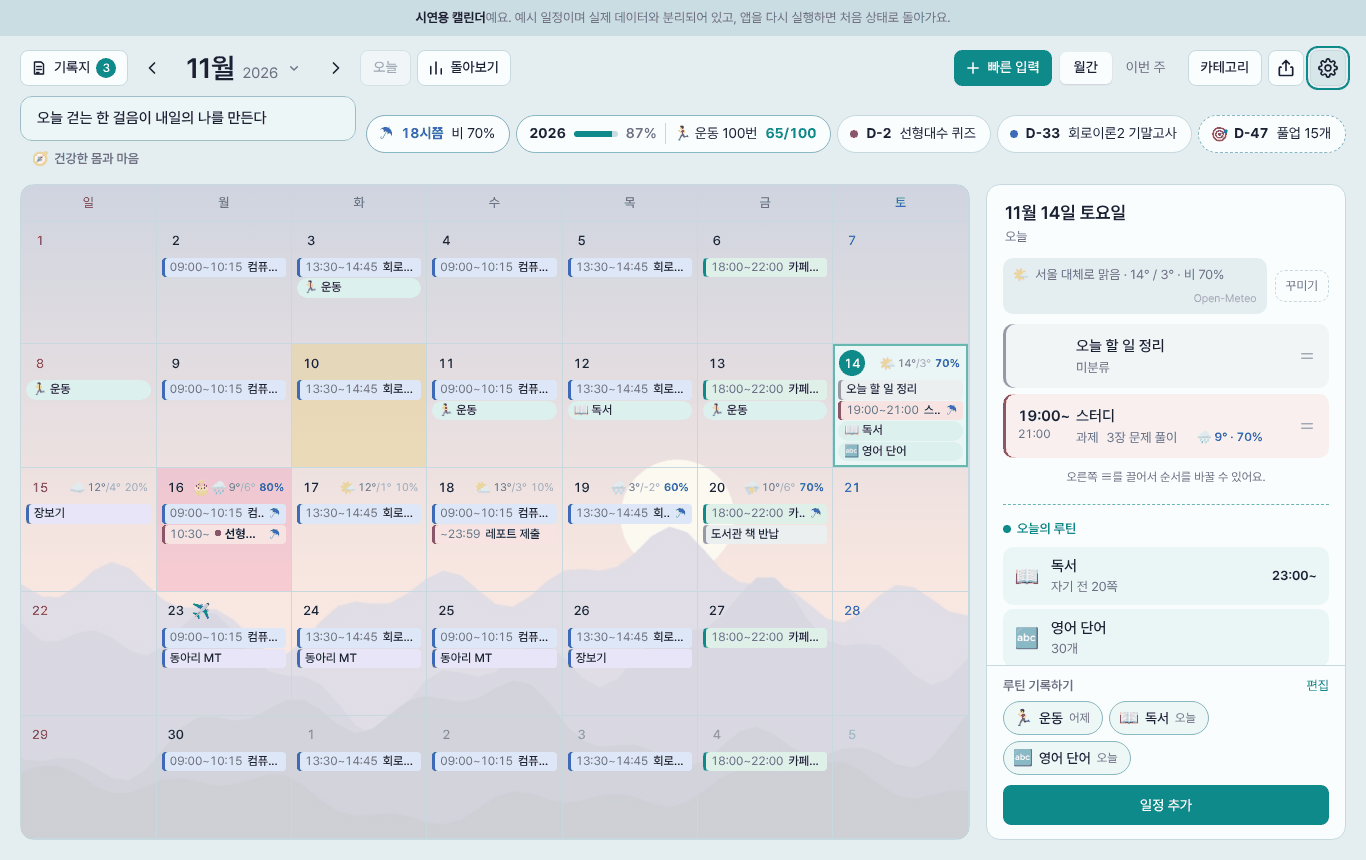 시연용 캘린더예요. 예시 일정이며 실제 데이터와 분리되어 있고, 앱을 다시 실행하면 처음 상태로 돌아가요.
기록지 3
11월 2026
오늘
돌아보기
빠른 입력
월간
이번 주
카테고리
오늘 걷는 한 걸음이 내일의 나를 만든다
건강한 몸과 마음
18시쯤 비 70%
2026 87% 운동 100번 65/100
D-2 선형대수 퀴즈
D-33 회로이론2 기말고사
D-47 풀업 15개
일 월 화 수 목 금 토
1 2 3 4 5 6 7
09:00~10:15 컴퓨… 13:30~14:45 회로… 09:00~10:15 컴퓨… 13:30~14:45 회로… 18:00~22:00 카페…
운동
8 9 10 11 12 13 14 14°/3° 70%
운동 09:00~10:15 컴퓨… 13:30~14:45 회로… 09:00~10:15 컴퓨… 13:30~14:45 회로… 18:00~22:00 카페… 오늘 할 일 정리
운동 독서 운동 19:00~21:00 스..
독서
abc 영어 단어
15 12°/4° 20% 16 9°/6° 80% 17 12°/1° 10% 18 13°/3° 10% 19 3°/-2° 60% 20 10°/6° 70% 21
장보기 09:00~10:15 컴.. 13:30~14:45 회로… 09:00~10:15 컴퓨… 13:30~14:45 회.. 18:00~22:00 카..
10:30~ 선형… ~23:59 레포트 제출 도서관 책 반납
22 23 24 25 26 27 28
09:00~10:15 컴퓨… 13:30~14:45 회로… 09:00~10:15 컴퓨… 13:30~14:45 회로… 18:00~22:00 카페…
동아리 MT 동아리 MT 동아리 MT 장보기
29 30 1 2 3 4 5
09:00~10:15 컴퓨… 13:30~14:45 회로… 09:00~10:15 컴퓨… 13:30~14:45 회로… 18:00~22:00 카페…
11월 14일 토요일
오늘
서울 대체로 맑음 · 14° / 3° · 비 70%
Open-Meteo
꾸미기
오늘 할 일 정리
미분류
19:00~ 스터디
21:00 과제 3장 문제 풀이 9° · 70%
오른쪽 ≡를 끌어서 순서를 바꿀 수 있어요.
오늘의 루틴
독서
자기 전 20쪽
23:00~
abc 영어 단어
30개
루틴 기록하기 편집
운동 어제
독서 오늘
abc 영어 단어 오늘
일정 추가